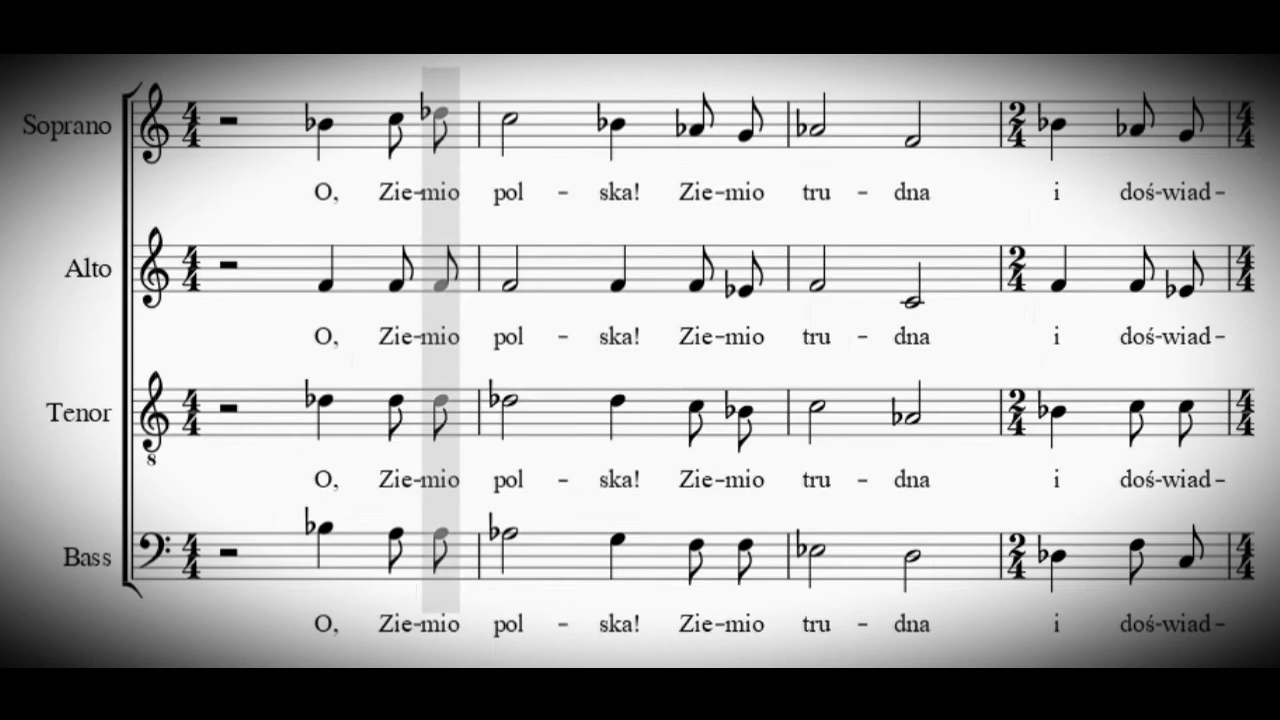 Soprano
O, Zie-mio pol - ska! Zie-mio tru - dna i doś-wiad-
Alto
O, Zie-mio pol - ska! Zie-mio tru - dna i doś-wiad-
Tenor
8
O, Zie-mio pol - ska! Zie-mio tru - dna i doś-wiad-
Bass
O, Zie-mio pol - ska! Zie-mio tru - dna i doś-wiad-